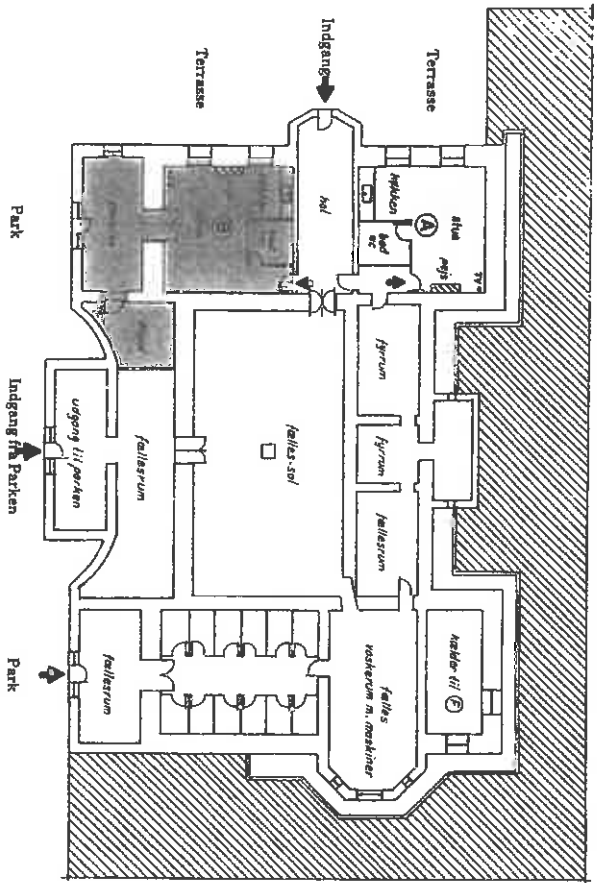 Terrasse
Indgang
Terrasse
Park
Indgang fra Parken
Park
hal
køkken
stue
A
bad
wc
pejs
TV
B
fyrrum
fyrrum
fællesrum
fælles-sal
fællesrum
udgang til parken
fællesrum
fælles
vaskerum m. maskiner
kælder til F